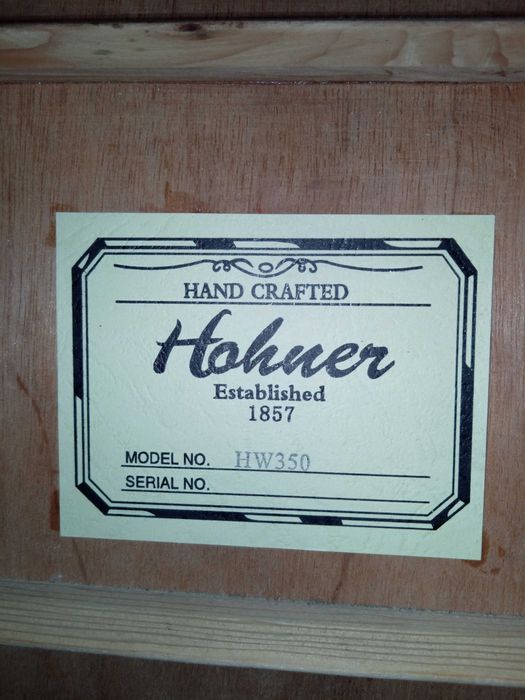 HAND CRAFTED
Hohner
Established
1857
MODEL NO. HW350
SERIAL NO.